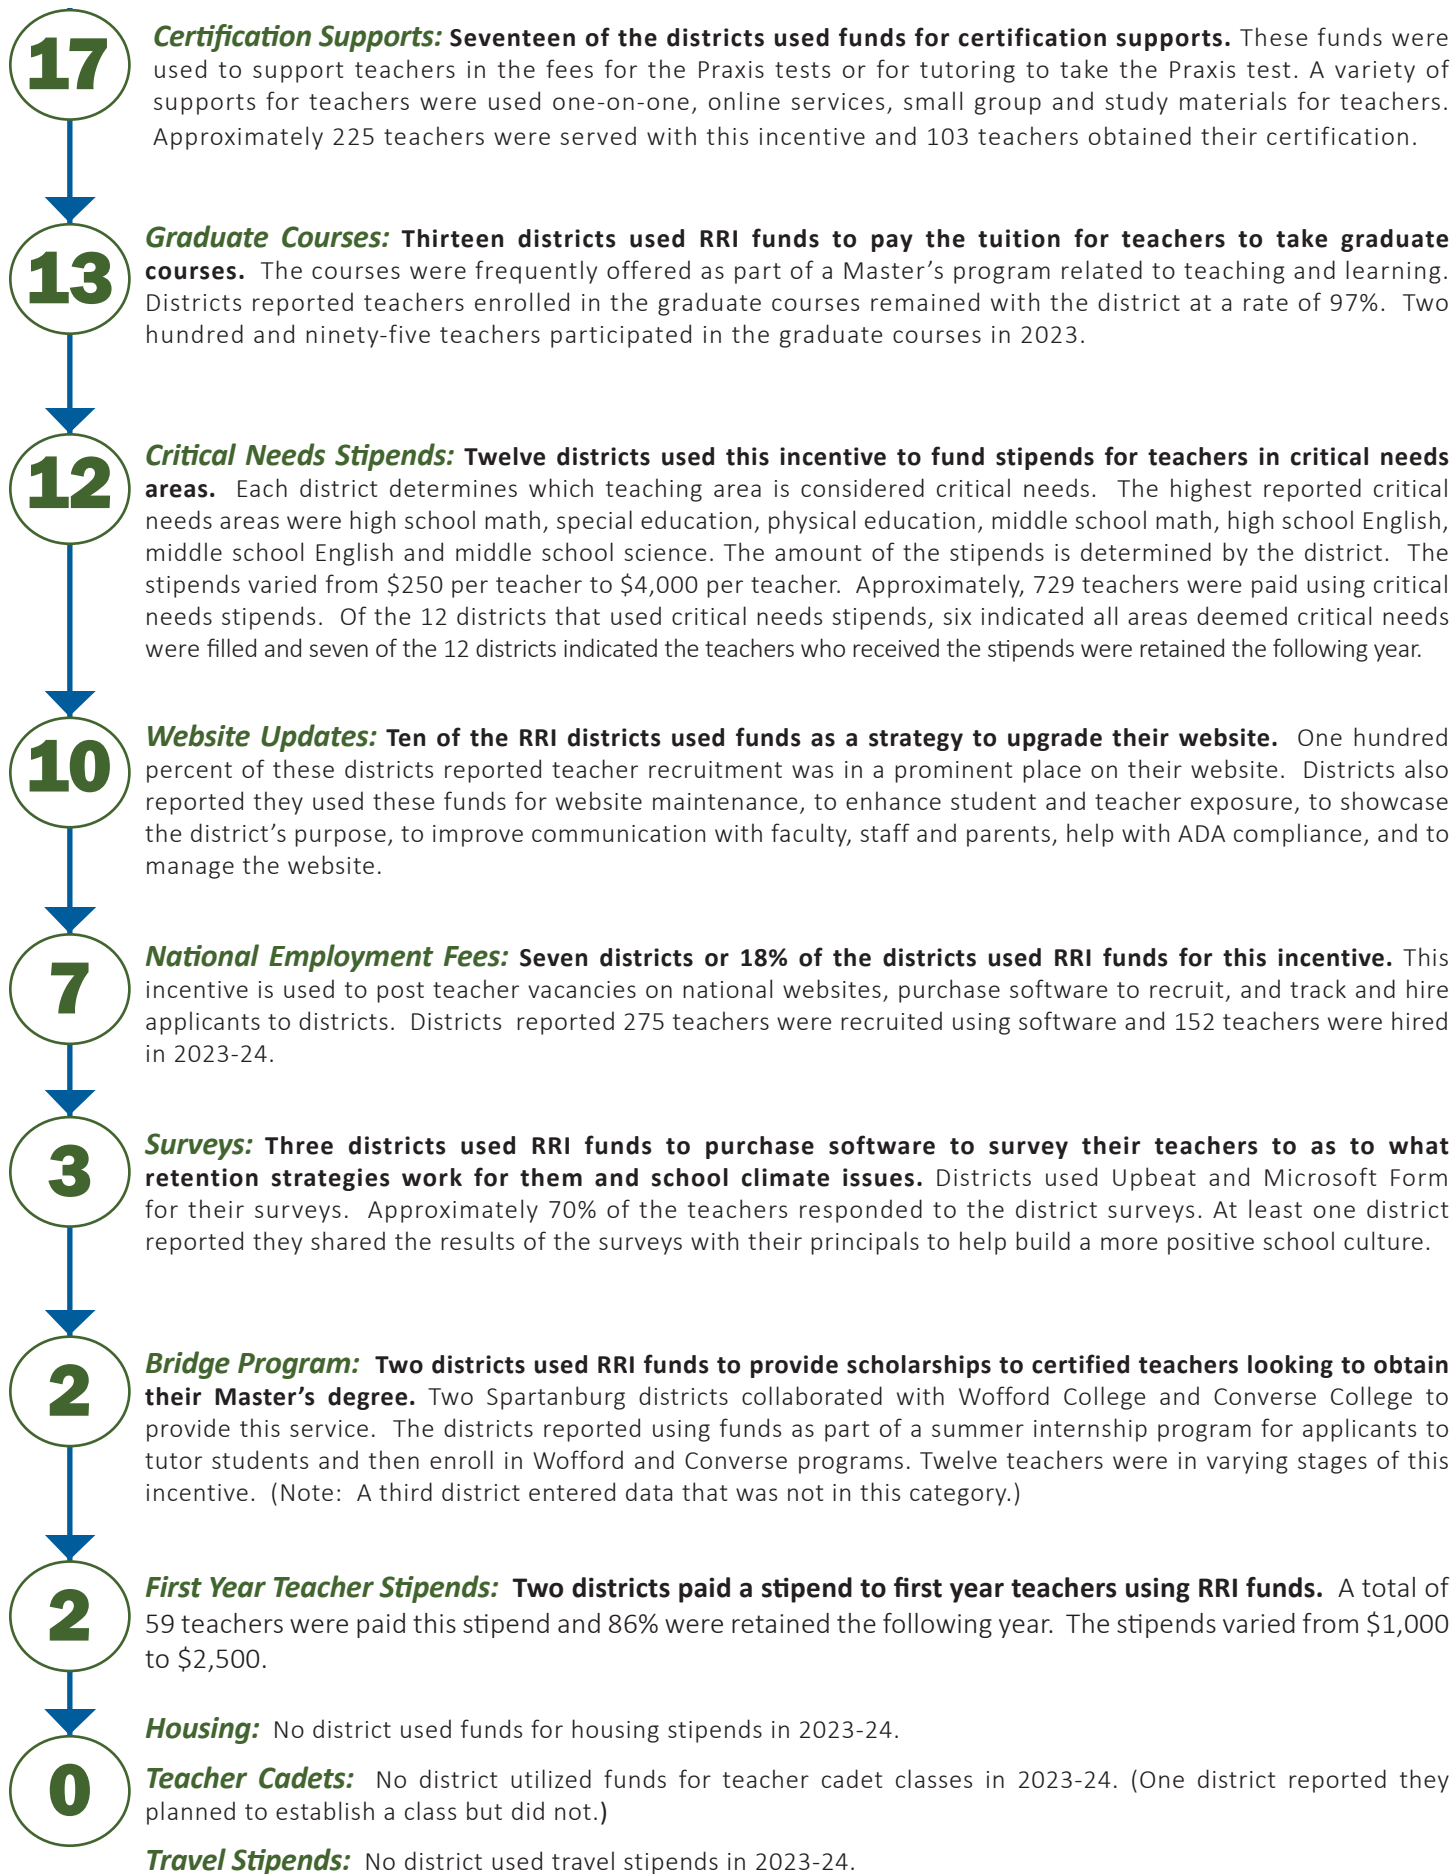 17
Certification Supports: Seventeen of the districts used funds for certification supports. These funds were
used to support teachers in the fees for the Praxis tests or for tutoring to take the Praxis test. A variety of
supports for teachers were used one-on-one, online services, small group and study materials for teachers.
Approximately 225 teachers were served with this incentive and 103 teachers obtained their certification.
13
Graduate Courses: Thirteen districts used RRI funds to pay the tuition for teachers to take graduate
courses. The courses were frequently offered as part of a Master’s program related to teaching and learning.
Districts reported teachers enrolled in the graduate courses remained with the district at a rate of 97%. Two
hundred and ninety-five teachers participated in the graduate courses in 2023.
12
Critical Needs Stipends: Twelve districts used this incentive to fund stipends for teachers in critical needs
areas. Each district determines which teaching area is considered critical needs. The highest reported critical
needs areas were high school math, special education, physical education, middle school math, high school English,
middle school English and middle school science. The amount of the stipends is determined by the district. The
stipends varied from $250 per teacher to $4,000 per teacher. Approximately, 729 teachers were paid using critical
needs stipends. Of the 12 districts that used critical needs stipends, six indicated all areas deemed critical needs
were filled and seven of the 12 districts indicated the teachers who received the stipends were retained the following year.
10
Website Updates: Ten of the RRI districts used funds as a strategy to upgrade their website. One hundred
percent of these districts reported teacher recruitment was in a prominent place on their website. Districts also
reported they used these funds for website maintenance, to enhance student and teacher exposure, to showcase
the district’s purpose, to improve communication with faculty, staff and parents, help with ADA compliance, and to
manage the website.
7
National Employment Fees: Seven districts or 18% of the districts used RRI funds for this incentive. This
incentive is used to post teacher vacancies on national websites, purchase software to recruit, and track and hire
applicants to districts. Districts reported 275 teachers were recruited using software and 152 teachers were hired
in 2023-24.
3
Surveys: Three districts used RRI funds to purchase software to survey their teachers to as to what
retention strategies work for them and school climate issues. Districts used Upbeat and Microsoft Form
for their surveys. Approximately 70% of the teachers responded to the district surveys. At least one district
reported they shared the results of the surveys with their principals to help build a more positive school culture.
2
Bridge Program: Two districts used RRI funds to provide scholarships to certified teachers looking to obtain
their Master’s degree. Two Spartanburg districts collaborated with Wofford College and Converse College to
provide this service. The districts reported using funds as part of a summer internship program for applicants to
tutor students and then enroll in Wofford and Converse programs. Twelve teachers were in varying stages of this
incentive. (Note: A third district entered data that was not in this category.)
2
First Year Teacher Stipends: Two districts paid a stipend to first year teachers using RRI funds. A total of
59 teachers were paid this stipend and 86% were retained the following year. The stipends varied from $1,000
to $2,500.
0
Housing: No district used funds for housing stipends in 2023-24.
Teacher Cadets: No district utilized funds for teacher cadet classes in 2023-24. (One district reported they
planned to establish a class but did not.)
Travel Stipends: No district used travel stipends in 2023-24.